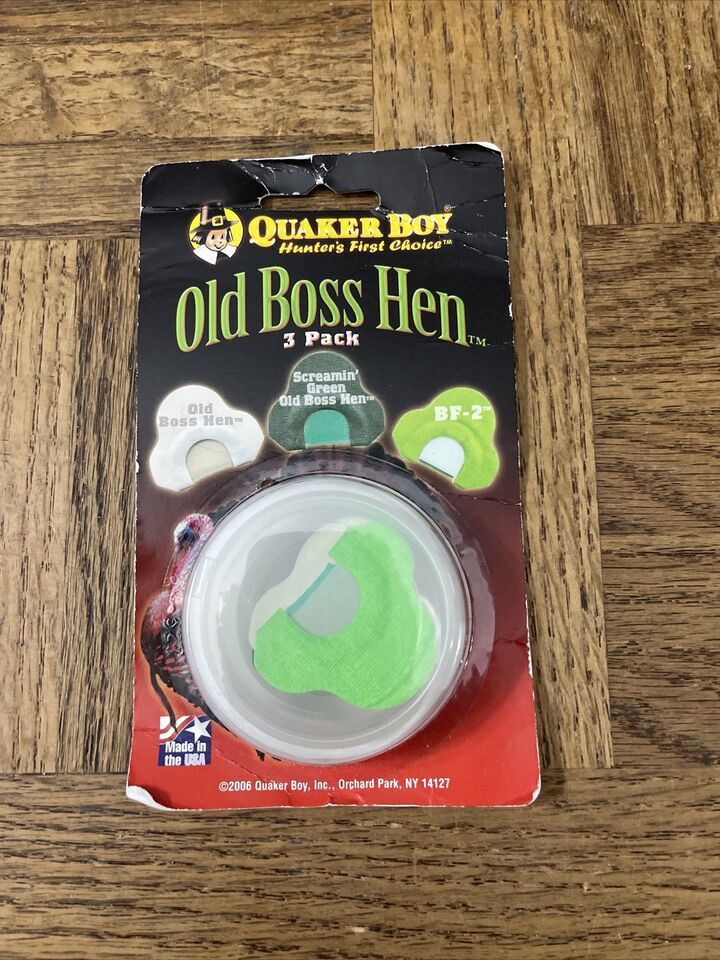 QUAKER BOY®
Hunter's First Choice™
Old Boss Hen™
3 Pack
Old
Boss Hen™
Screamin'
Green
Old Boss Hen™
BF-2™
Made in
the USA
©2006 Quaker Boy, Inc., Orchard Park, NY 14127